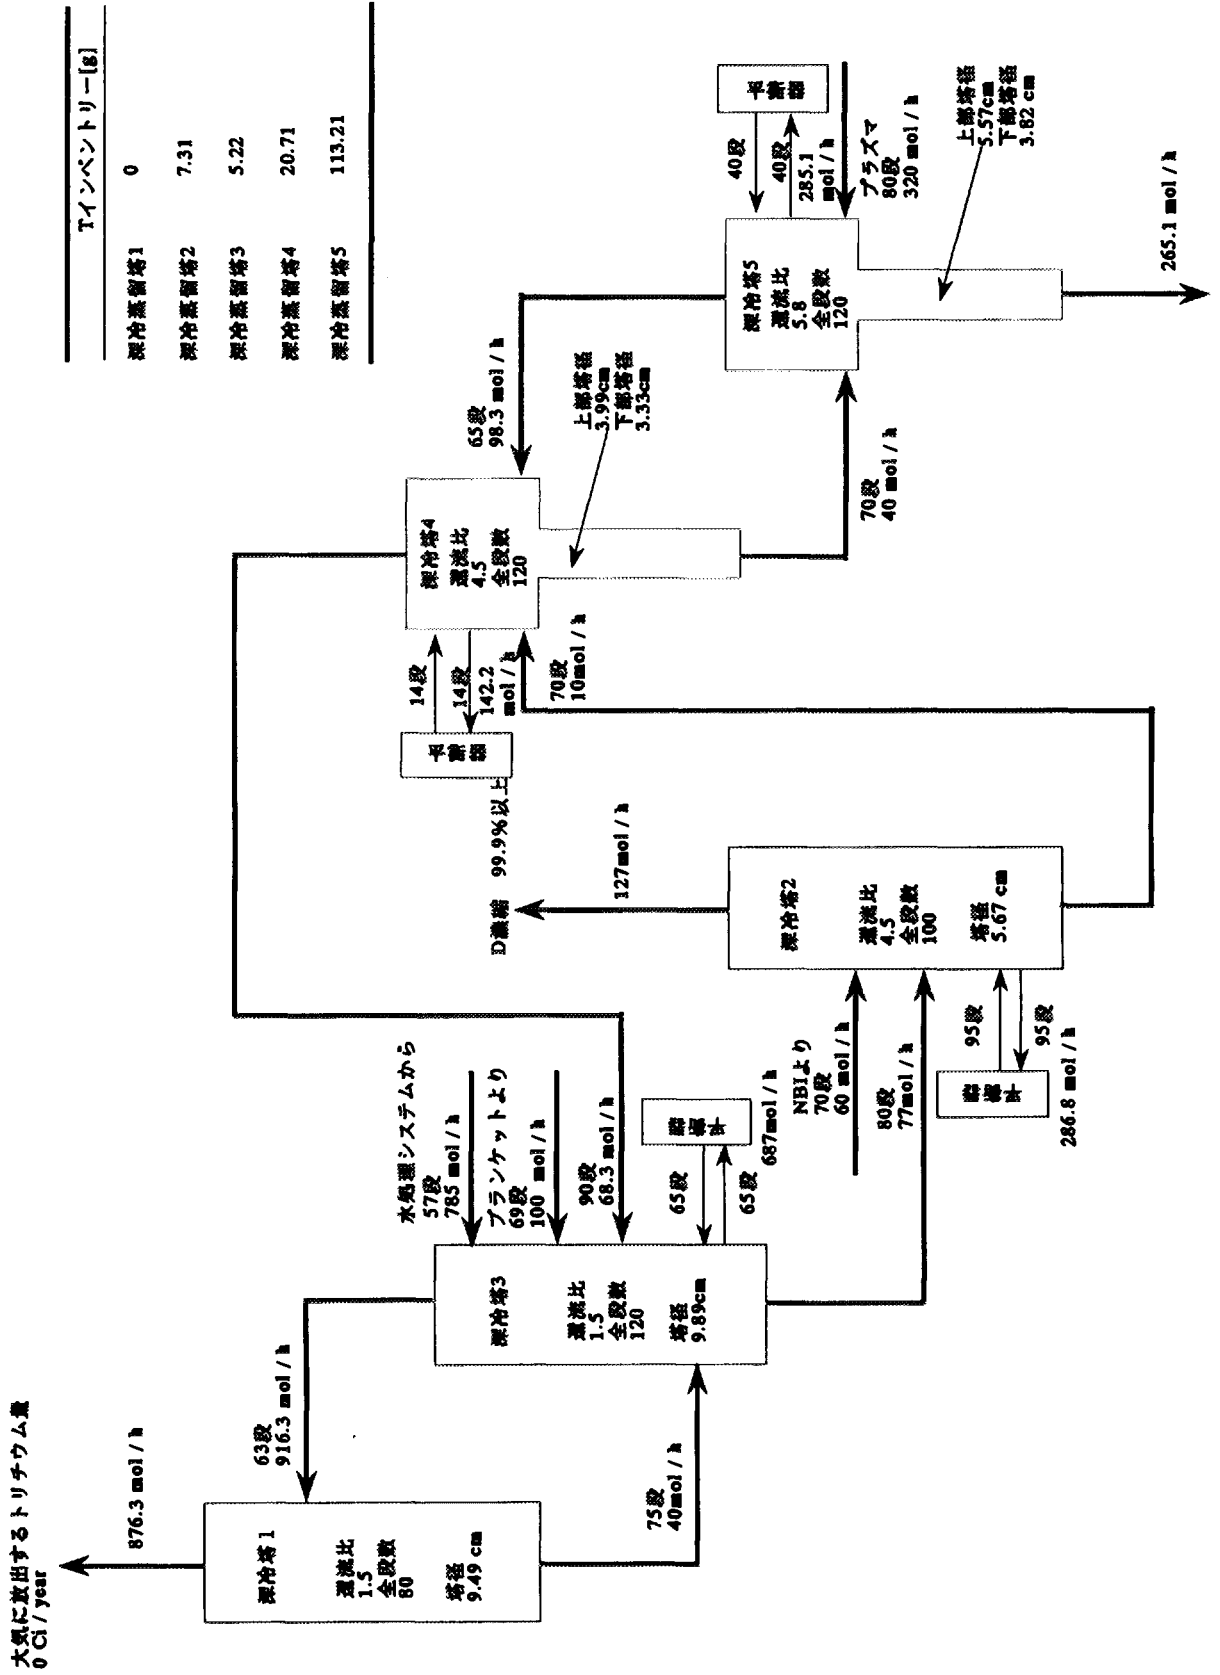 大気に放出するトリチウム量
0 Ci / year
876.3 mol / h
深冷塔1
還流比
1.5
全段数
80
塔径
9.49 cm
63段
916.3 mol / h
75段
40mol / h
水処理システムから
57段
785 mol / h
ブランケットより
69段
100 mol / h
90段
68.3 mol / h
深冷塔3
還流比
1.5
全段数
120
塔径
9.89cm
65段
65段
平衡器
687mol / h
NBIより
70段
60 mol / h
80段
77mol / h
D濃縮 99.9%以上
127mol / h
深冷塔2
還流比
4.5
全段数
100
塔径
5.67 cm
95段
95段
平衡器
286.8 mol / h
平衡器
14段
14段
142.2
mol / h
70段
10mol / h
深冷塔4
還流比
4.5
全段数
120
上部塔径
3.99cm
下部塔径
3.33cm
65段
98.3 mol / h
70段
40 mol / h
深冷塔5
還流比
5.8
全段数
120
40段
40段
285.1
mol / h
平衡器
プラズマ
80段
320 mol / h
上部塔径
5.57cm
下部塔径
3.82 cm
265.1 mol / h
Tインベントリー[g]
深冷蒸留塔1 0
深冷蒸留塔2 7.31
深冷蒸留塔3 5.22
深冷蒸留塔4 20.71
深冷蒸留塔5 113.21